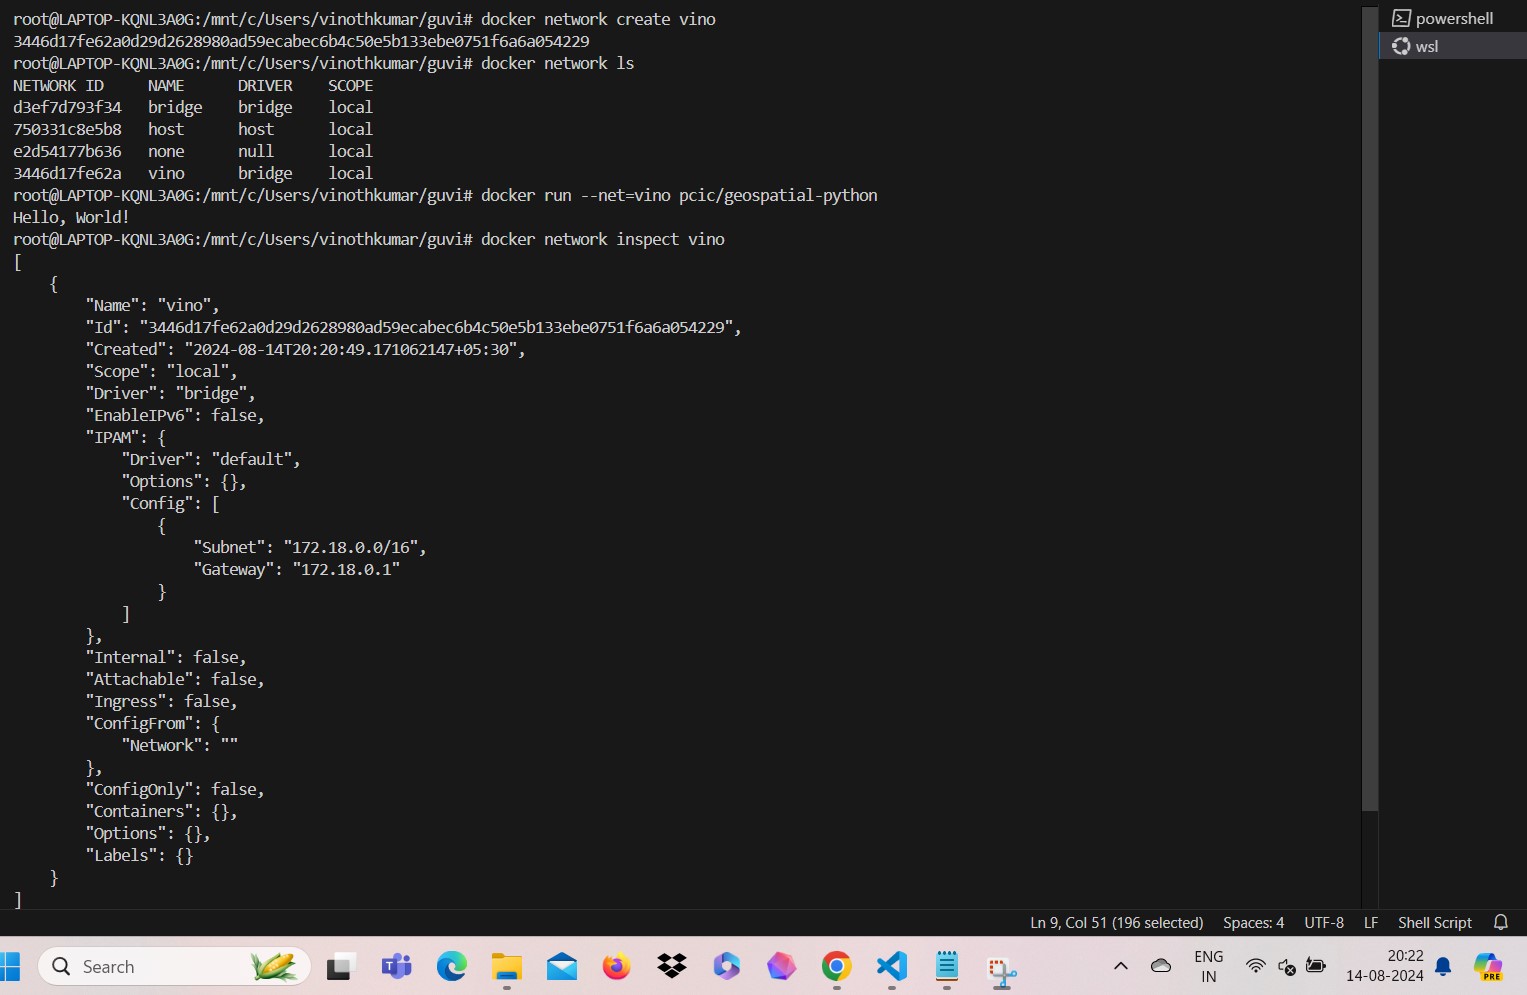 root@LAPTOP-KQNL3A0G:/mnt/c/Users/vinothkumar/guvi# docker network create vino
3446d17fe62a0d29d2628980ad59ecabec6b4c50e5b133ebe0751f6a6a054229
root@LAPTOP-KQNL3A0G:/mnt/c/Users/vinothkumar/guvi# docker network ls
NETWORK ID     NAME      DRIVER    SCOPE
d3ef7d793f34   bridge    bridge    local
750331c8e5b8   host      host      local
e2d54177b636   none      null      local
3446d17fe62a   vino      bridge    local
root@LAPTOP-KQNL3A0G:/mnt/c/Users/vinothkumar/guvi# docker run --net=vino pcic/geospatial-python
Hello, World!
root@LAPTOP-KQNL3A0G:/mnt/c/Users/vinothkumar/guvi# docker network inspect vino
[
    {
        "Name": "vino",
        "Id": "3446d17fe62a0d29d2628980ad59ecabec6b4c50e5b133ebe0751f6a6a054229",
        "Created": "2024-08-14T20:20:49.171062147+05:30",
        "Scope": "local",
        "Driver": "bridge",
        "EnableIPv6": false,
        "IPAM": {
            "Driver": "default",
            "Options": {},
            "Config": [
                {
                    "Subnet": "172.18.0.0/16",
                    "Gateway": "172.18.0.1"
                }
            ]
        },
        "Internal": false,
        "Attachable": false,
        "Ingress": false,
        "ConfigFrom": {
            "Network": ""
        },
        "ConfigOnly": false,
        "Containers": {},
        "Options": {},
        "Labels": {}
    }
]
powershell
wsl
Ln 9, Col 51 (196 selected) Spaces: 4 UTF-8 LF Shell Script
Search
ENG
IN
20:22
14-08-2024
PRE